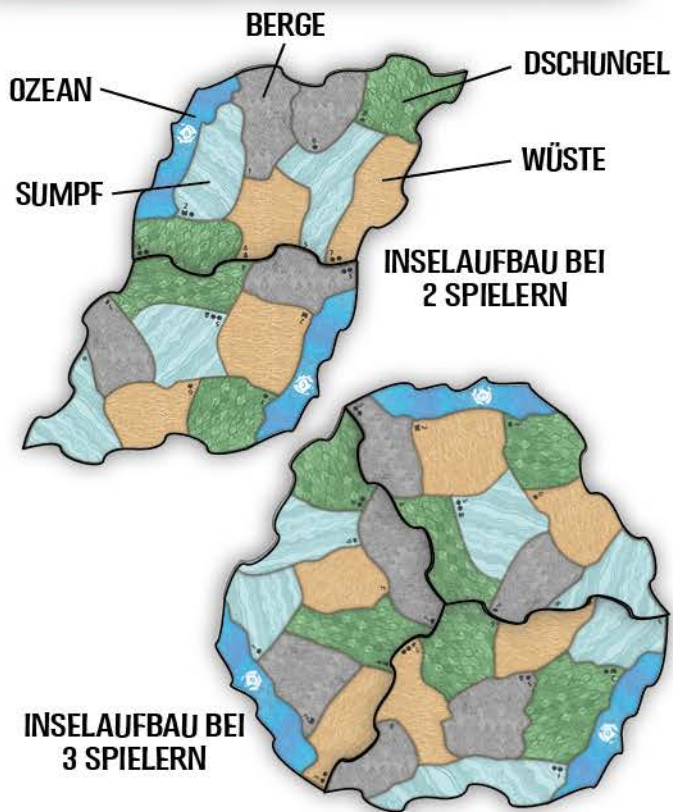 BERGE
DSCHUNGEL
OZEAN
WÜSTE
SUMPF
INSELAUFBAU BEI
2 SPIELERN
INSELAUFBAU BEI
3 SPIELERN